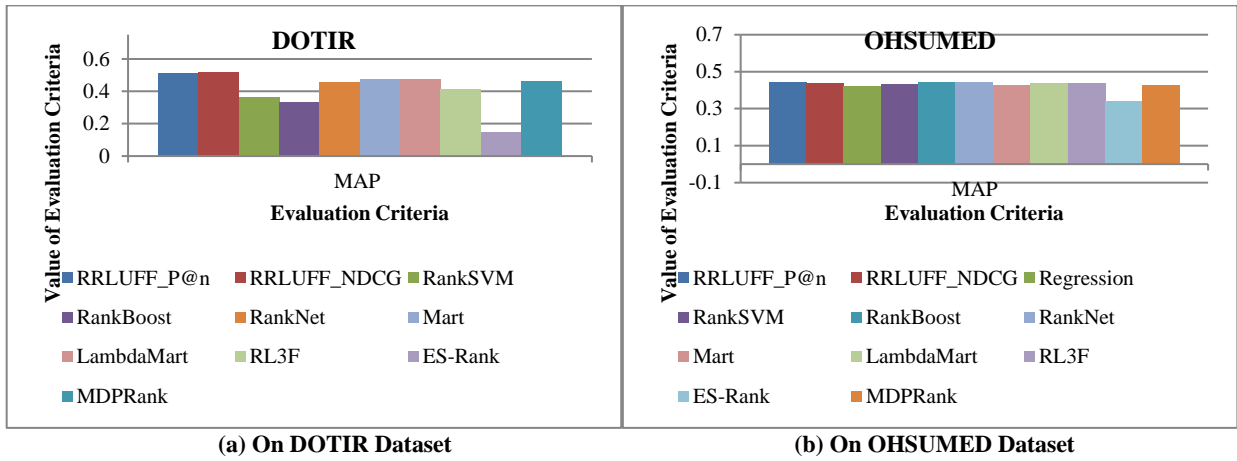 DOTIR
Value of Evaluation Criteria
0.6
0.4
0.2
0
MAP
Evaluation Criteria
RRLUFF_P@n RRLUFF_NDCG RankSVM
RankBoost RankNet Mart
LambdaMart RL3F ES-Rank
MDPRank
(a) On DOTIR Dataset
OHSUMED
Value of Evaluation Criteria
0.7
0.5
0.3
0.1
-0.1
MAP
Evaluation Criteria
RRLUFF_P@n RRLUFF_NDCG Regression
RankSVM RankBoost RankNet
Mart LambdaMart RL3F
ES-Rank MDPRank
(b) On OHSUMED Dataset